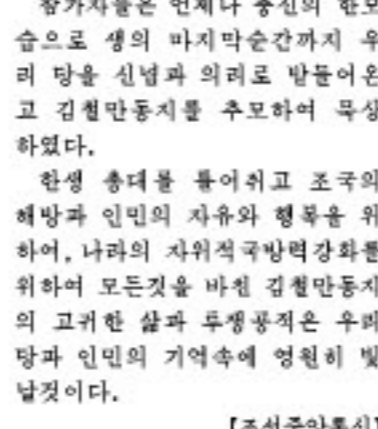 참가자들은 언제나 충신의 한모
습으로 생의 마지막순간까지 우
리 당을 신념과 의리로 받들어온
고 김철만동지를 추모하여 묵상
하였다.
한생 총대를 틀어쥐고 조국의
해방과 인민의 자유와 행복을 위
하여, 나라의 자위적국방력강화를
위하여 모든것을 바친 김철만동지
의 고귀한 삶과 투쟁공적은 우리
당과 인민의 기억속에 영원히 빛
날것이다.
【조선중앙통신】